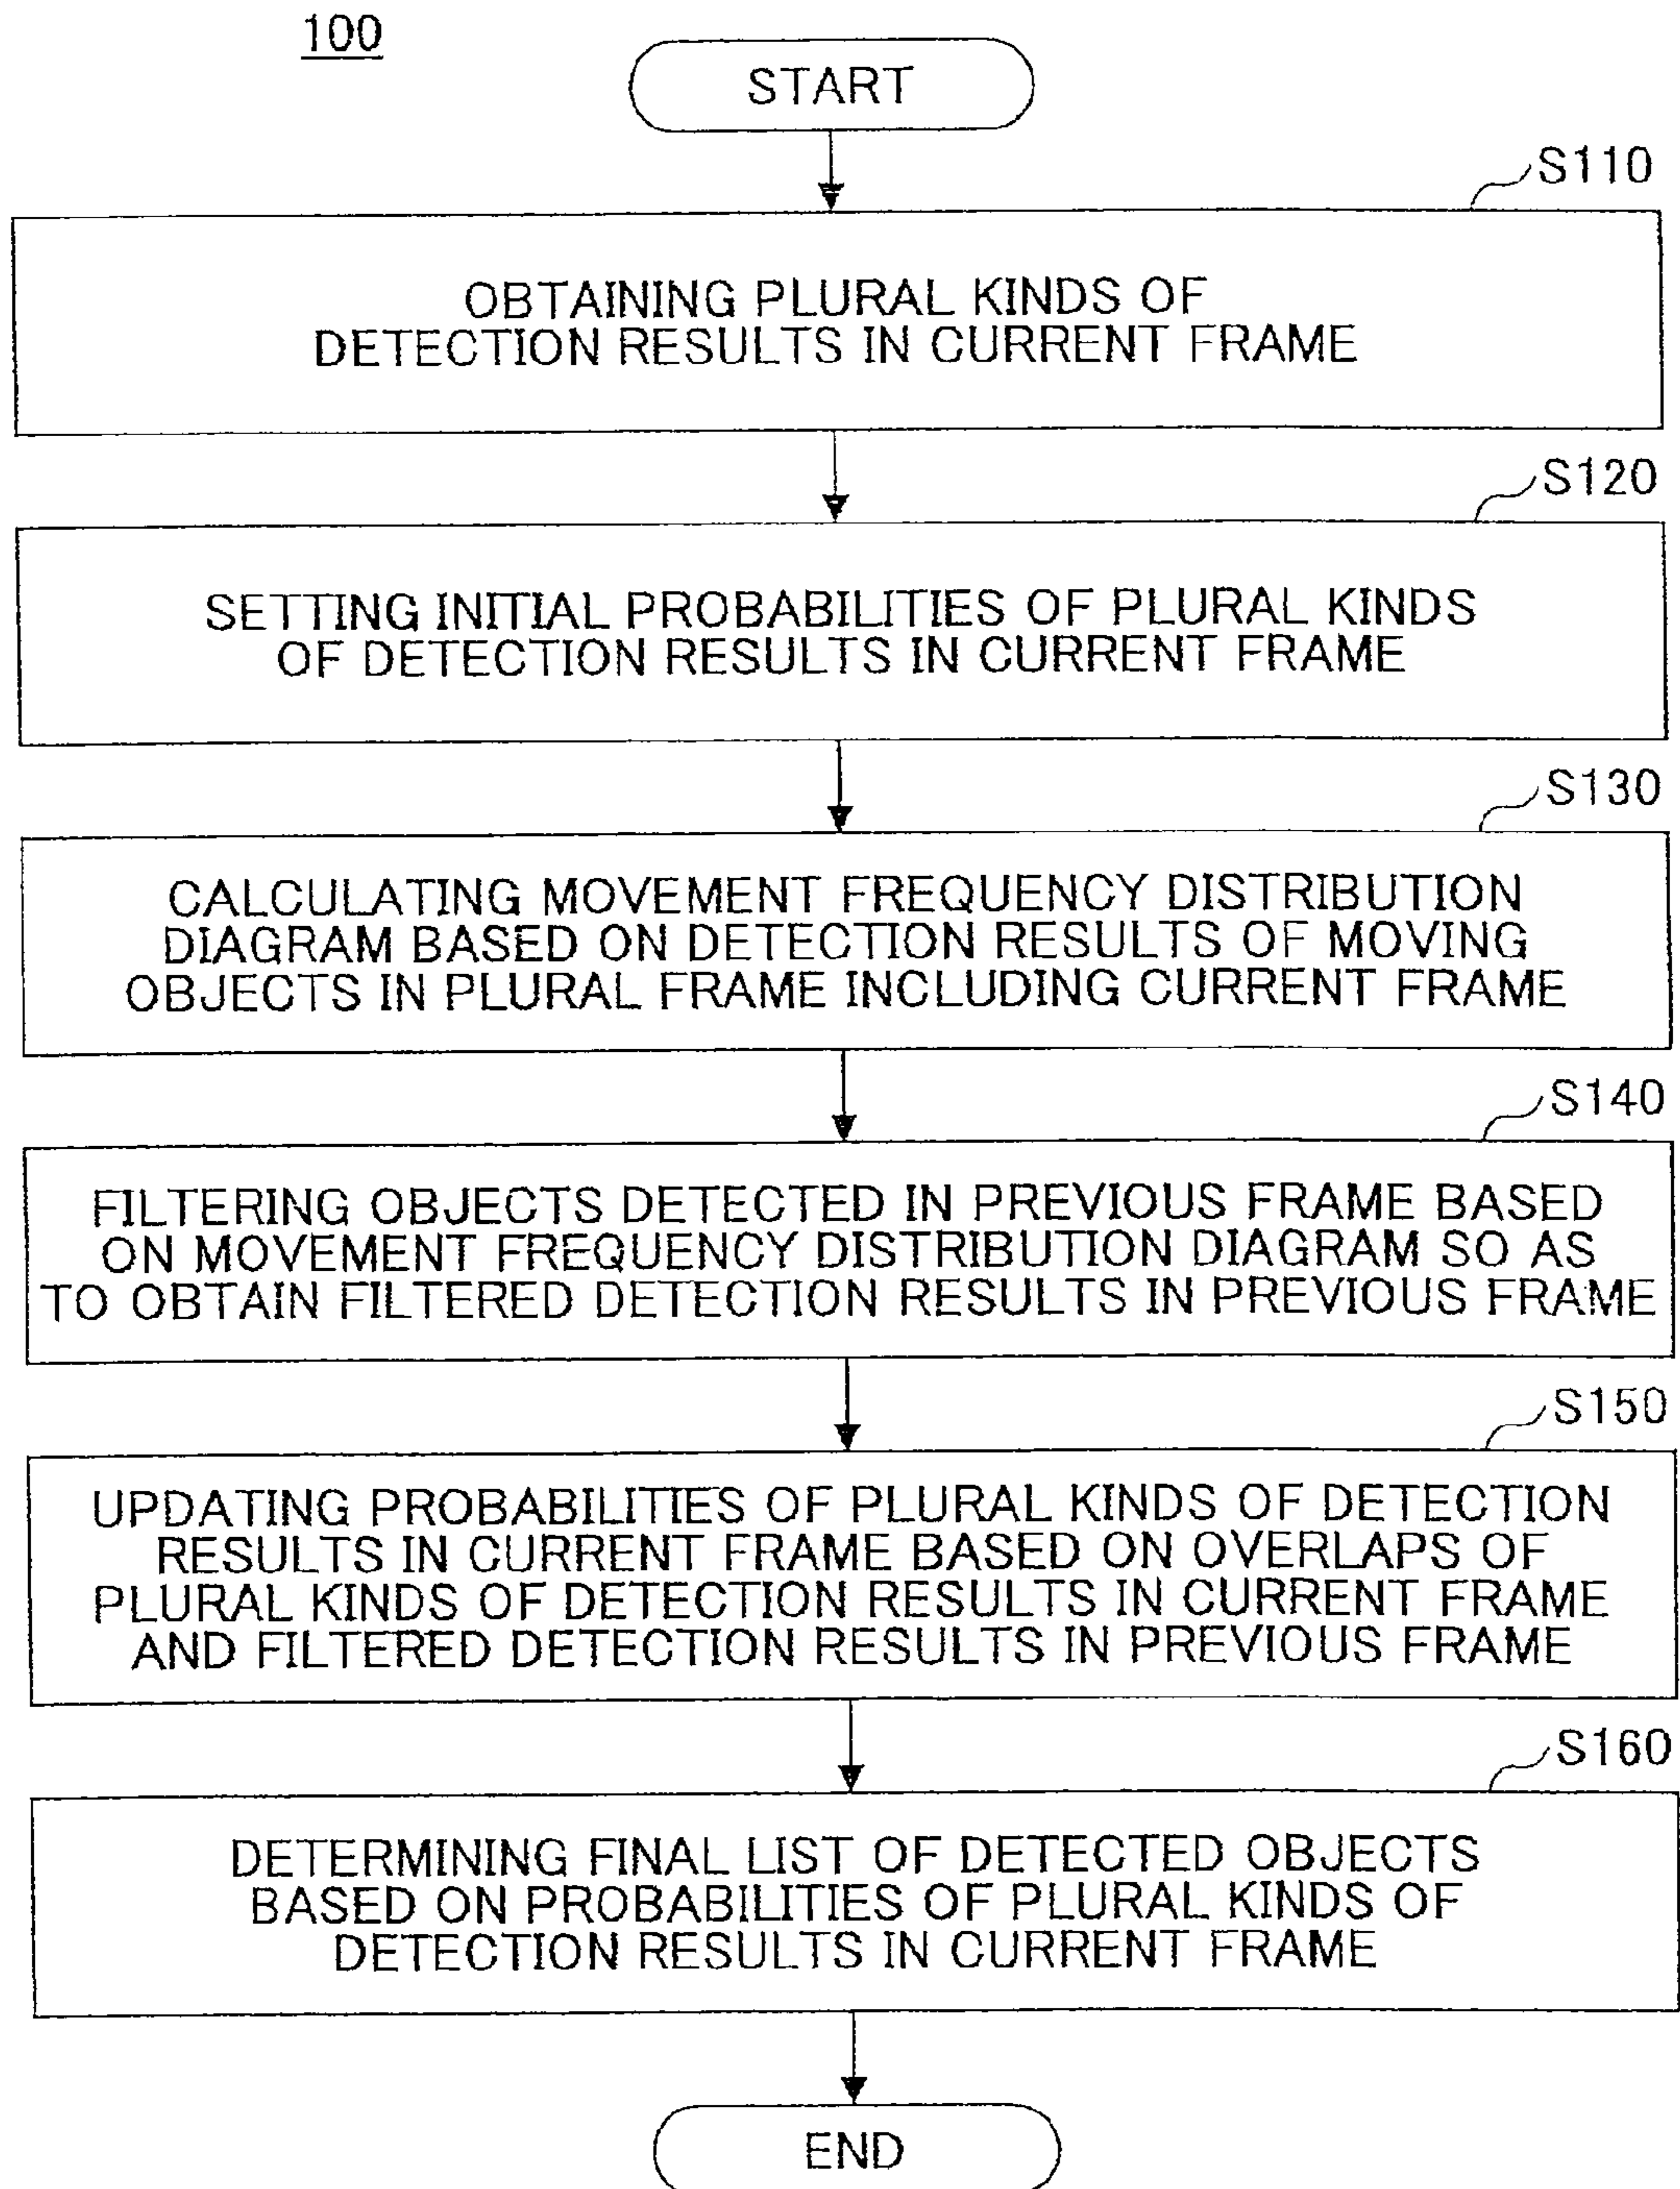 100
START
S110
OBTAINING PLURAL KINDS OF
DETECTION RESULTS IN CURRENT FRAME
S120
SETTING INITIAL PROBABILITIES OF PLURAL KINDS
OF DETECTION RESULTS IN CURRENT FRAME
S130
CALCULATING MOVEMENT FREQUENCY DISTRIBUTION
DIAGRAM BASED ON DETECTION RESULTS OF MOVING
OBJECTS IN PLURAL FRAME INCLUDING CURRENT FRAME
S140
FILTERING OBJECTS DETECTED IN PREVIOUS FRAME BASED
ON MOVEMENT FREQUENCY DISTRIBUTION DIAGRAM SO AS
TO OBTAIN FILTERED DETECTION RESULTS IN PREVIOUS FRAME
S150
UPDATING PROBABILITIES OF PLURAL KINDS OF DETECTION
RESULTS IN CURRENT FRAME BASED ON OVERLAPS OF
PLURAL KINDS OF DETECTION RESULTS IN CURRENT FRAME
AND FILTERED DETECTION RESULTS IN PREVIOUS FRAME
S160
DETERMINING FINAL LIST OF DETECTED OBJECTS
BASED ON PROBABILITIES OF PLURAL KINDS OF
DETECTION RESULTS IN CURRENT FRAME
END